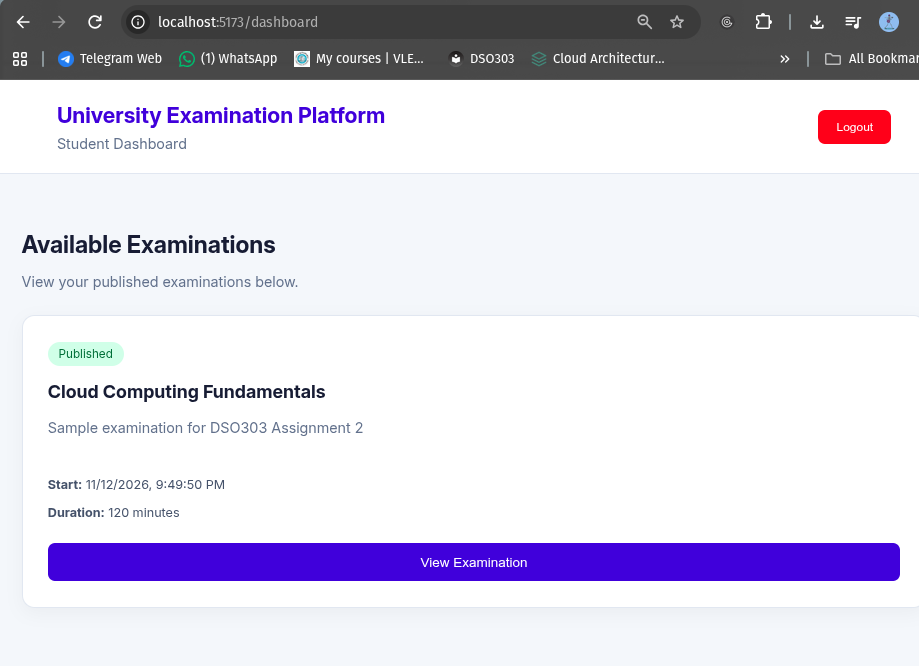 localhost:5173/dashboard
Telegram Web
(1) WhatsApp
My courses | VLE...
DSO303
Cloud Architectur...
»
All Bookmar
University Examination Platform
Student Dashboard
Logout
Available Examinations
View your published examinations below.
Published
Cloud Computing Fundamentals
Sample examination for DSO303 Assignment 2
Start: 11/12/2026, 9:49:50 PM
Duration: 120 minutes
View Examination